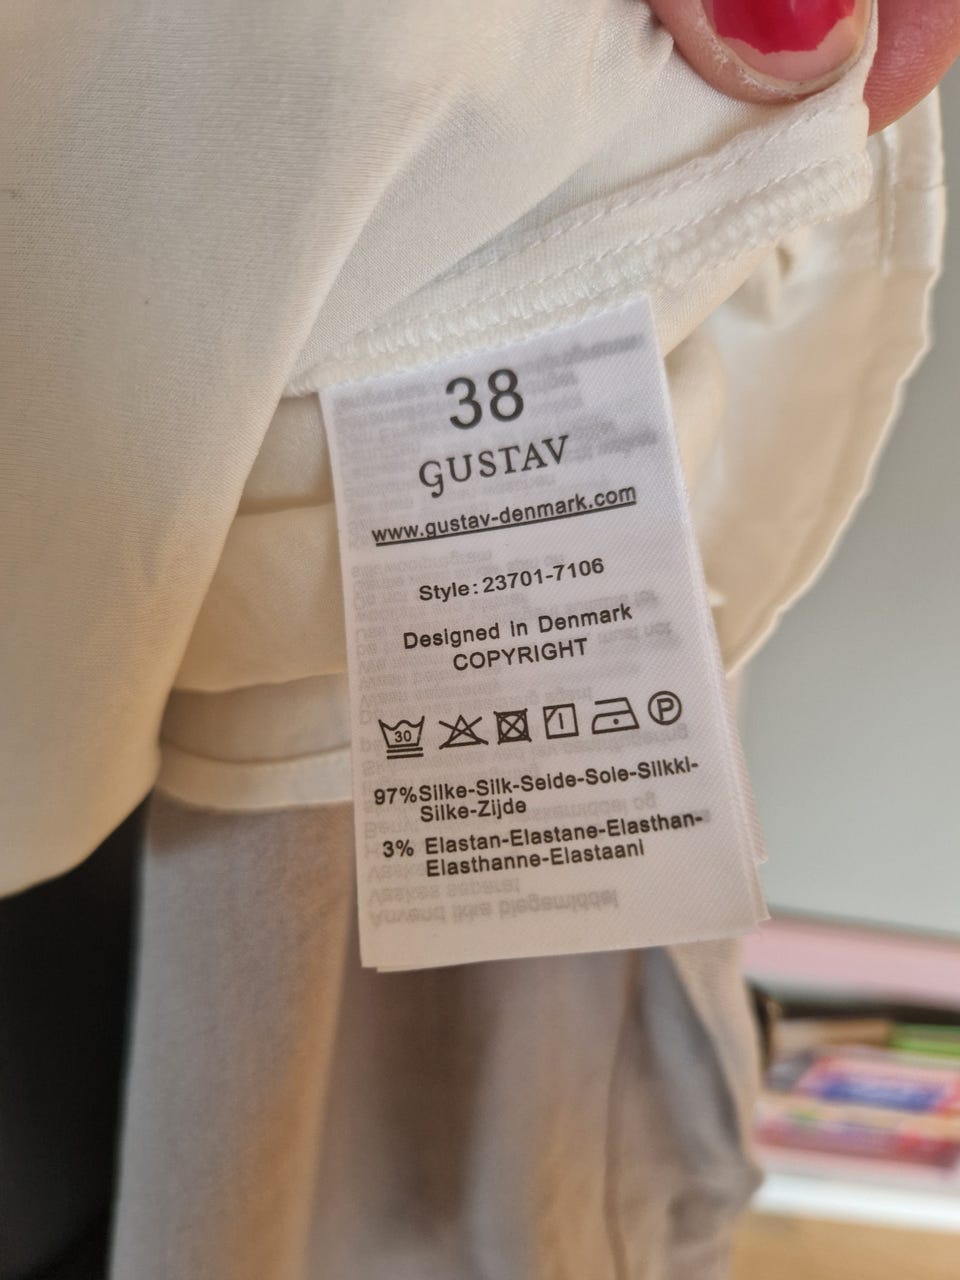 38
GUSTAV
www.gustav-denmark.com
Style:23701-7106
Designed in Denmark
COPYRIGHT
30 P
97%Silke-Silk-Seide-Soie-Silkki-
Silke-Zijde
3% Elastan-Elastane-Elasthan-
Elasthanne-Elastaani